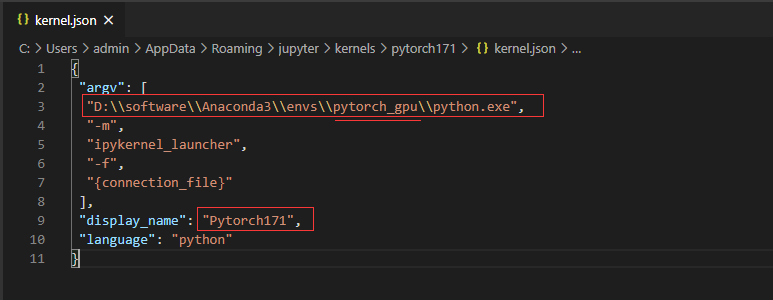 kernel.json ×
C: > Users > admin > AppData > Roaming > jupyter > kernels > pytorch171 > {} kernel.json > ...
1 {
2 "argv": [
3 "D:\\software\\Anaconda3\\envs\\pytorch_gpu\\python.exe",
4 "-m",
5 "ipykernel_launcher",
6 "-f",
7 "{connection_file}"
8 ],
9 "display_name": "Pytorch171",
10 "language": "python"
11 }